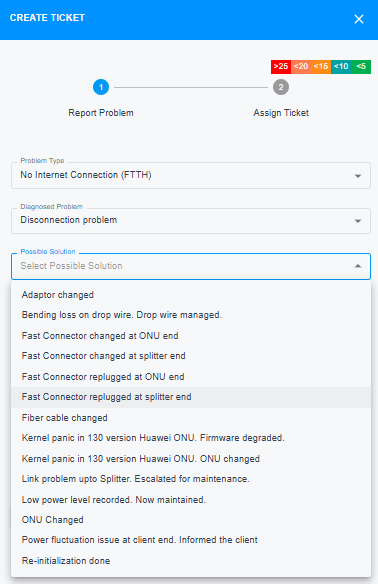 CREATE TICKET
>25 <20 <15 <10 <5
1 2
Report Problem Assign Ticket
Problem Type
No Internet Connection (FTTH)
Diagnosed Problem
Disconnection problem
Possible Solution
Select Possible Solution
Adaptor changed
Bending loss on drop wire. Drop wire managed.
Fast Connector changed at ONU end
Fast Connector changed at splitter end
Fast Connector replugged at ONU end
Fast Connector replugged at splitter end
Fiber cable changed
Kernel panic in 130 version Huawei ONU. Firmware degraded.
Kernel panic in 130 version Huawei ONU. ONU changed
Link problem upto Splitter. Escalated for maintenance.
Low power level recorded. Now maintained.
ONU Changed
Power fluctuation issue at client end. Informed the client
Re-initialization done